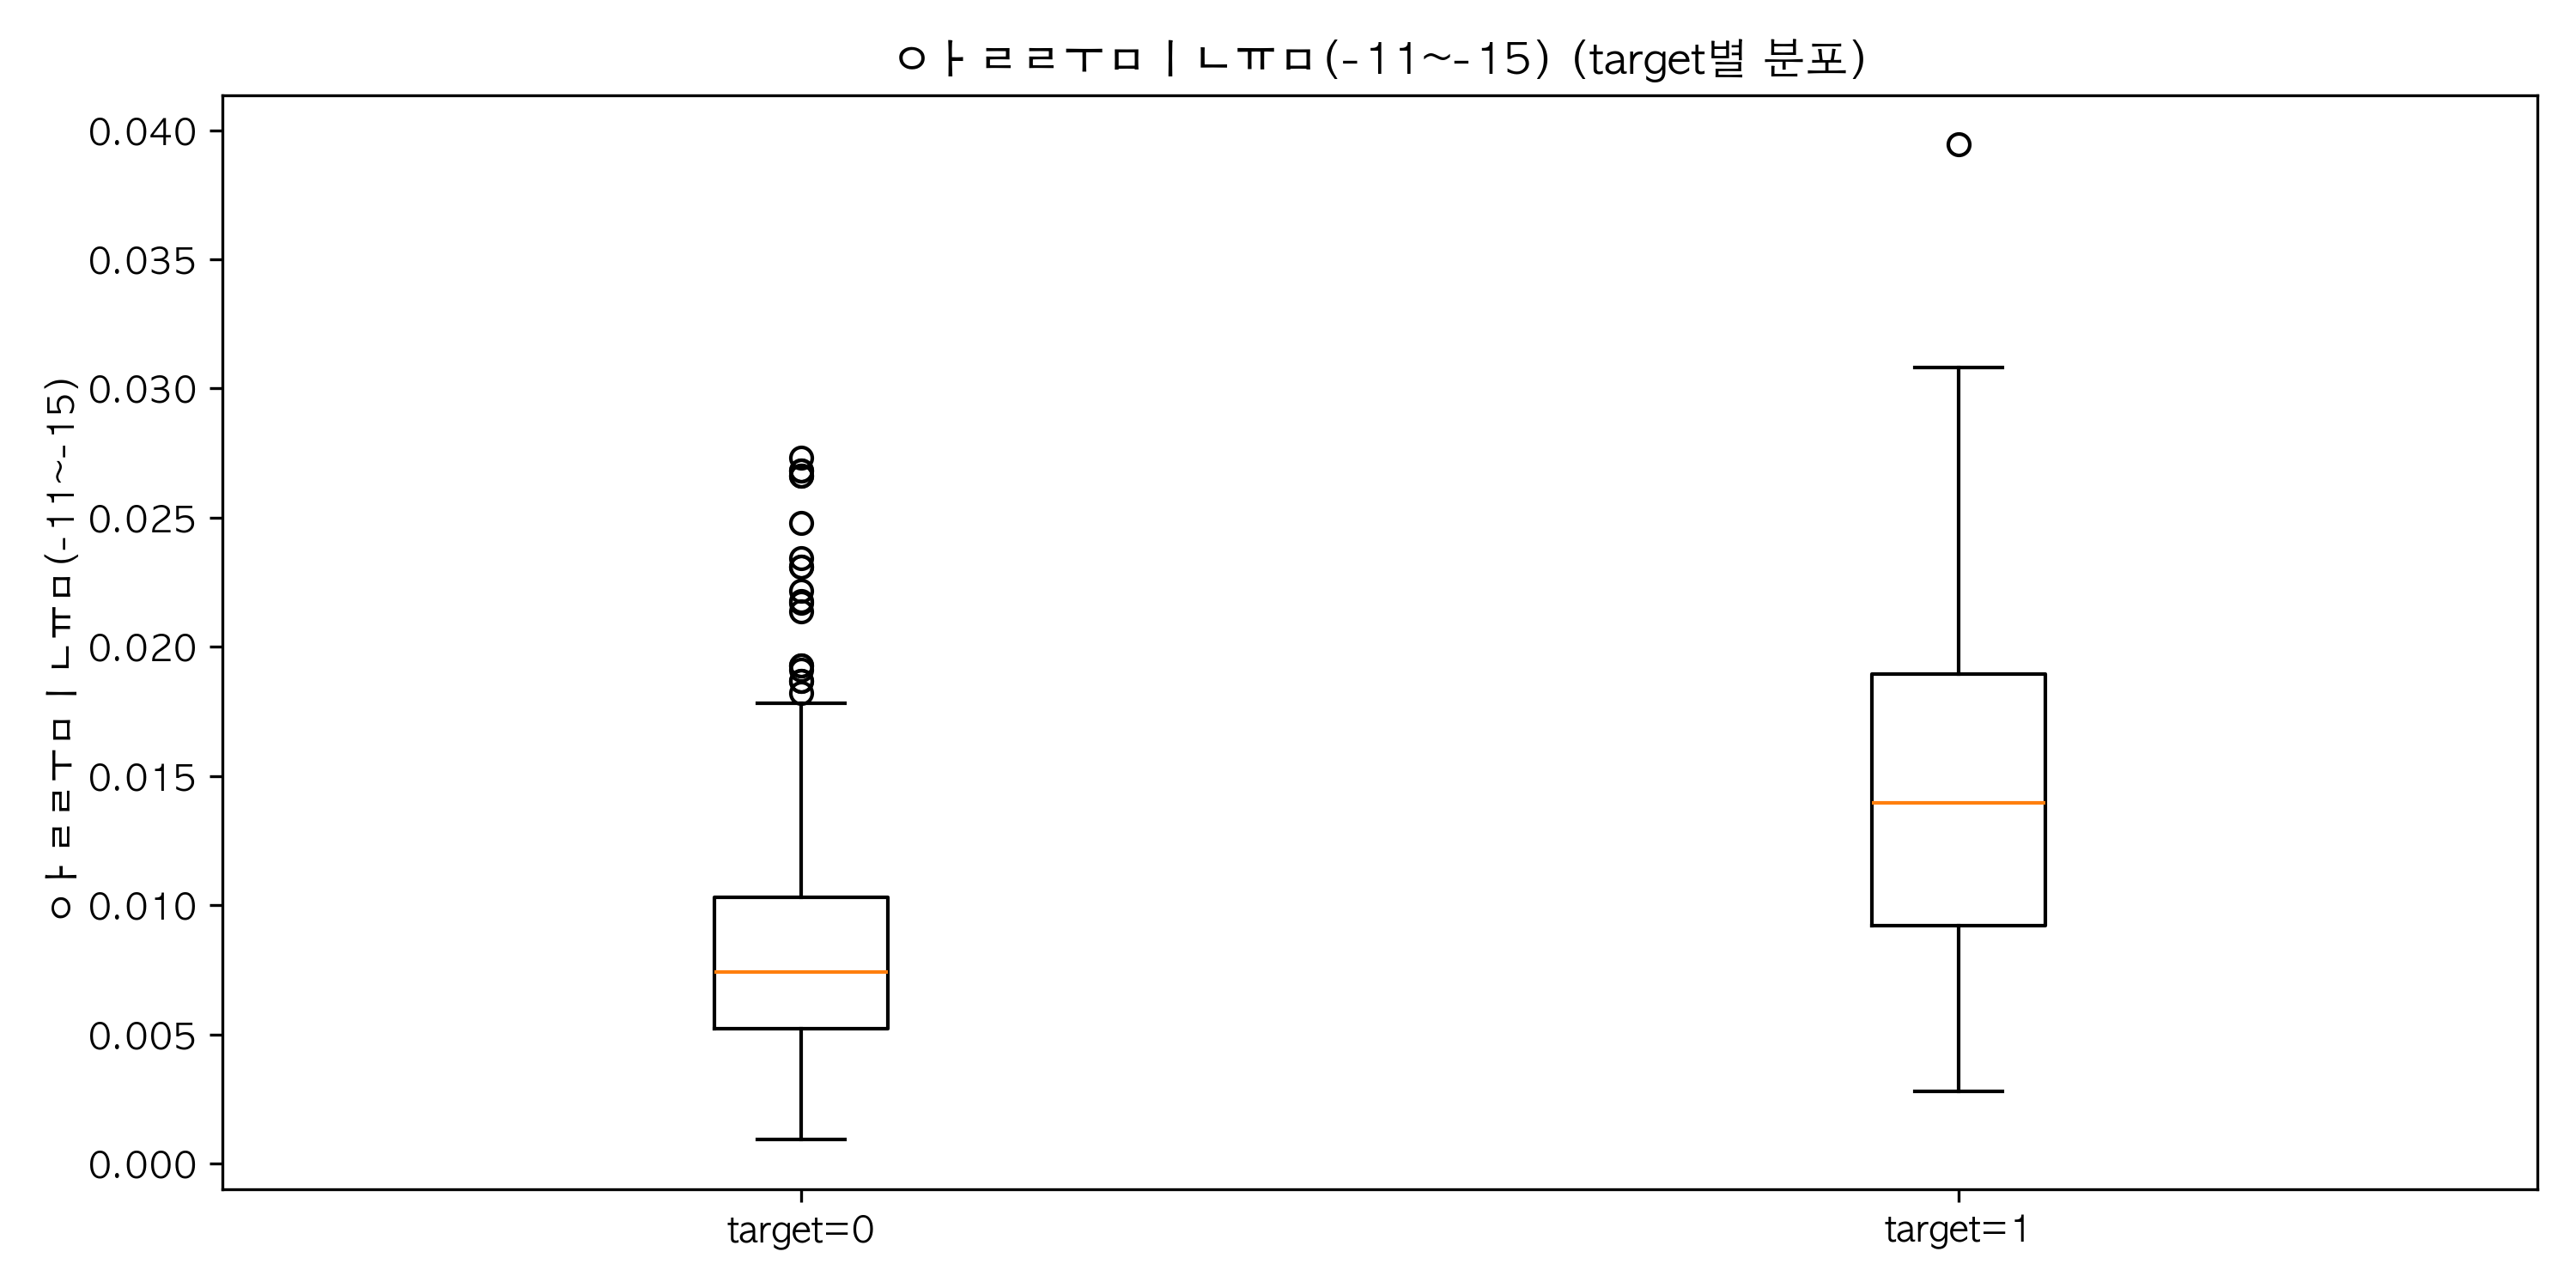 ㅇㅏㄹㄹㅜㅁㅣㄴㅠㅁ(-11~-15) (target별 분포)
ㅇㅏㄹㄹㅜㅁㅣㄴㅠㅁ(-11~-15)
0.040
0.035
0.030
0.025
0.020
0.015
0.010
0.005
0.000
target=0
target=1